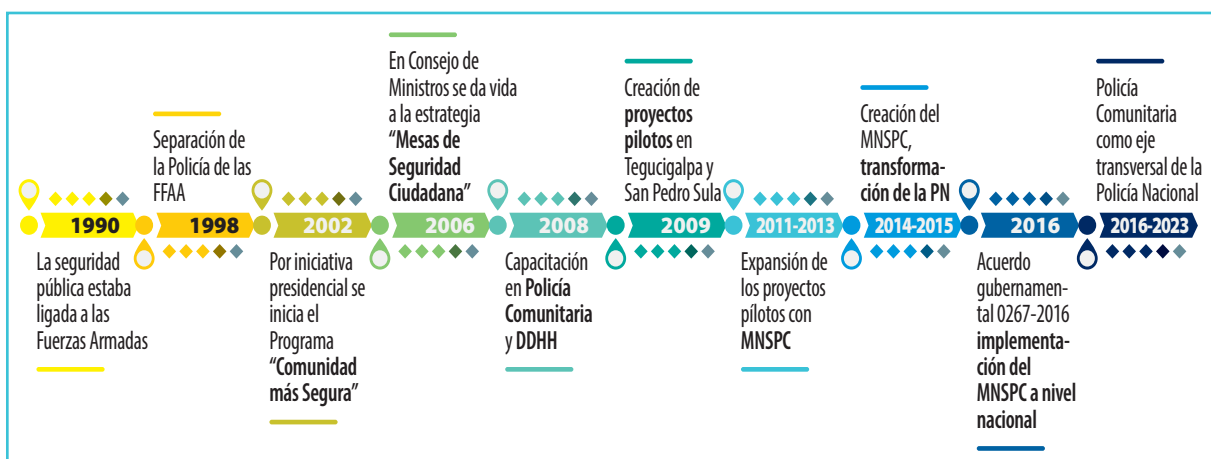 1990
La seguridad
pública estaba
ligada a las
Fuerzas Armadas
Separación de
la Policía de las
FFAA
1998
2002
Por iniciativa
presidencial se
inicia el
Programa
“Comunidad
más Segura”
En Consejo de
Ministros se da vida
a la estrategia
“Mesas de
Seguridad
Ciudadana”
2006
2008
Capacitación
en Policía
Comunitaria
y DDHH
Creación de
proyectos
pilotos en
Tegucigalpa y
San Pedro Sula
2009
2011-2013
Expansión de
los proyectos
pílotos con
MNSPC
Creación del
MNSPC,
transforma-
ción de la PN
2014-2015
2016
Acuerdo
gubernamen-
tal 0267-2016
implementa-
ción del
MNSPC a nivel
nacional
Policía
Comunitaria
como eje
transversal de la
Policía Nacional
2016-2023